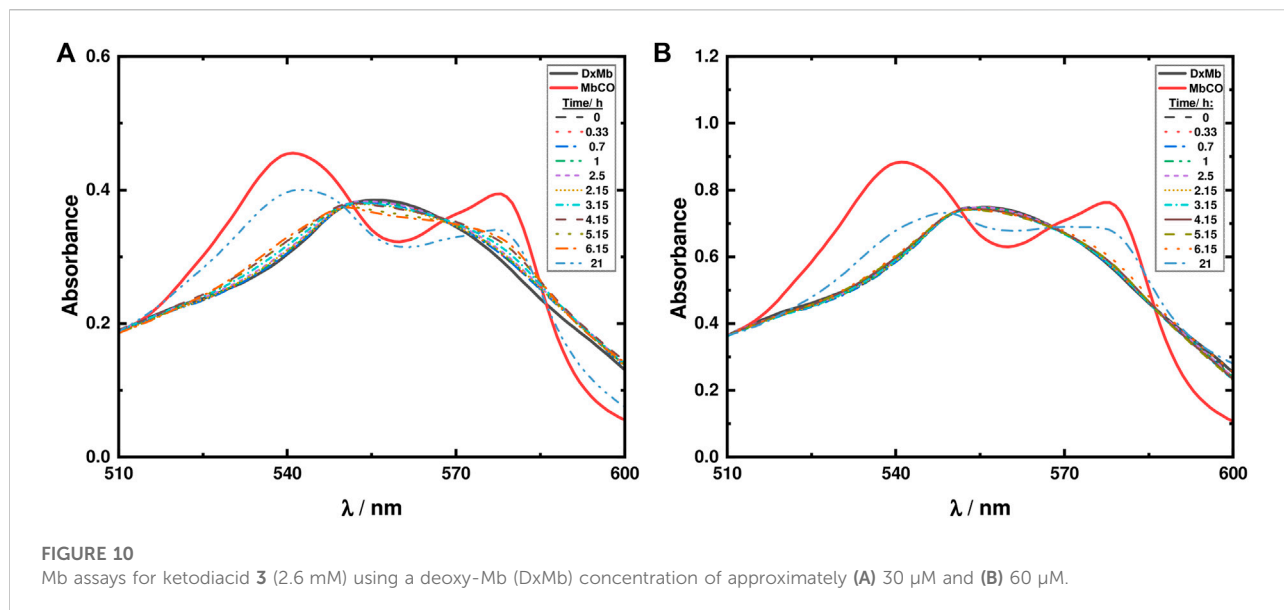 A
0.6
0.4
0.2
0.0
Absorbance
510
540
570
600
λ / nm
DxMb
MbCO
Time/ h
0
0.33
0.7
1
2.5
2.15
3.15
4.15
5.15
6.15
21
B
1.2
1.0
0.8
0.6
0.4
0.2
0.0
Absorbance
510
540
570
600
λ / nm
DxMb
MbCO
Time/ h:
0
0.33
0.7
1
2.5
2.15
3.15
4.15
5.15
6.15
21
FIGURE 10
Mb assays for ketodiacid 3 (2.6 mM) using a deoxy-Mb (DxMb) concentration of approximately (A) 30 µM and (B) 60 µM.